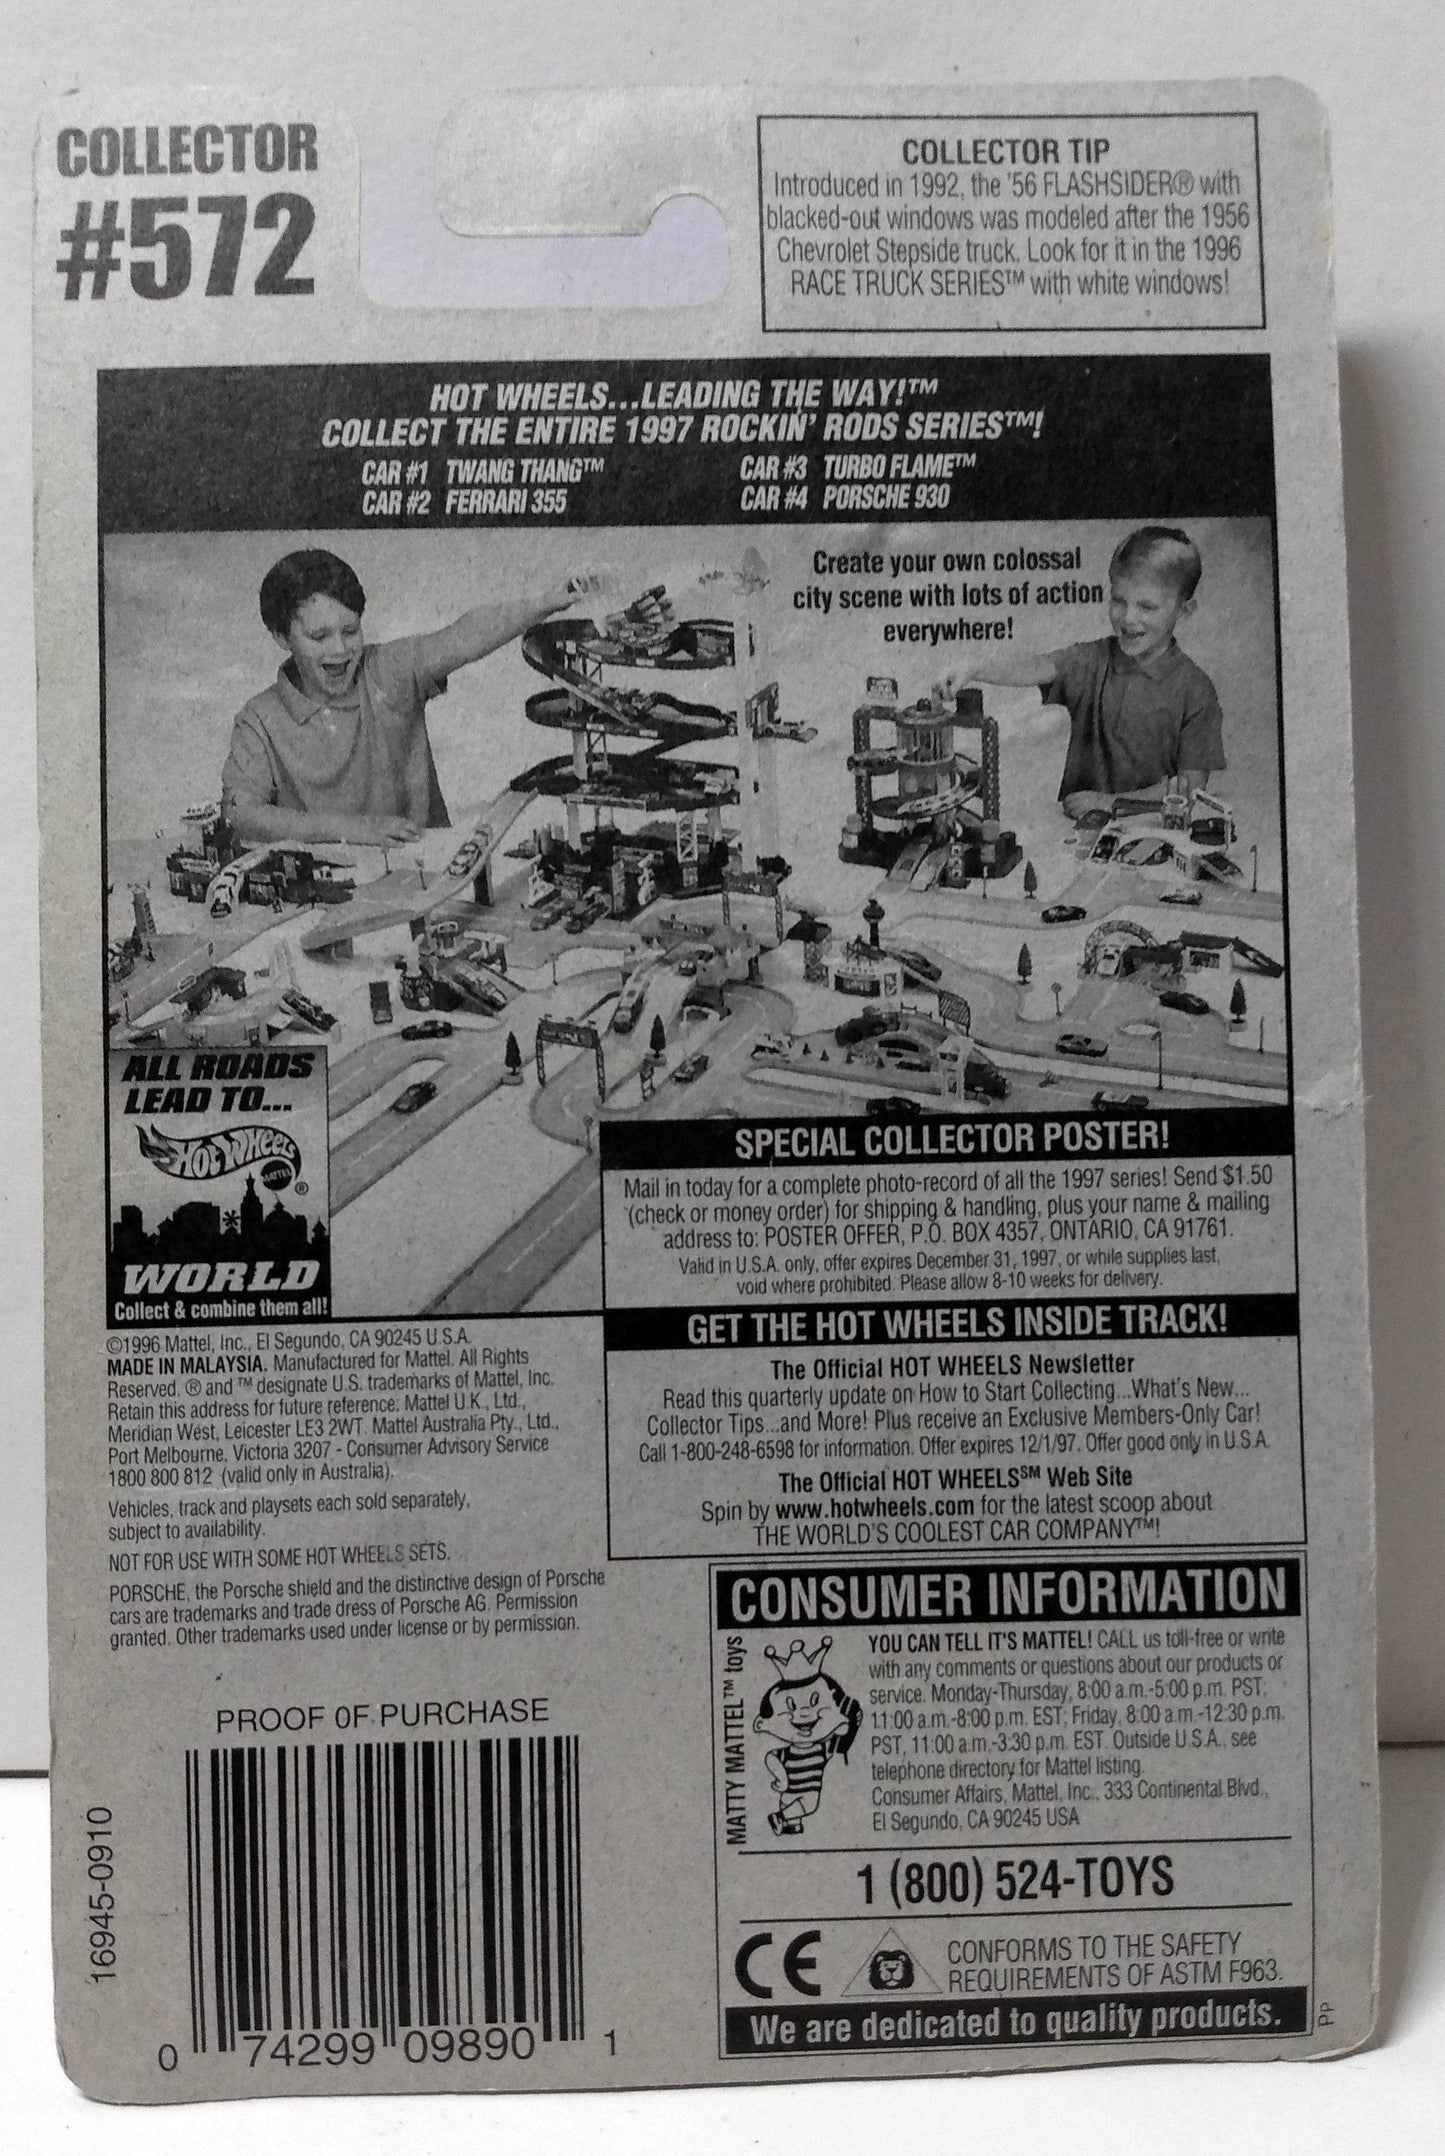 COLLECTOR
#572
COLLECTOR TIP
Introduced in 1992, the '56 FLASHSIDER® with
blacked-out windows was modeled after the 1956
Chevrolet Stepside truck. Look for it in the 1996
RACE TRUCK SERIES™ with white windows!
HOT WHEELS...LEADING THE WAY!™
COLLECT THE ENTIRE 1997 ROCKIN' RODS SERIES™!
CAR #1 TWANG THANG™
CAR #2 FERRARI 355
CAR #3 TURBO FLAME™
CAR #4 PORSCHE 930
Create your own colossal
city scene with lots of action
everywhere!
ALL ROADS
LEAD TO...
HOT WHEELS
MATTEL ®
WORLD
Collect & combine them all!
SPECIAL COLLECTOR POSTER!
Mail in today for a complete photo-record of all the 1997 series! Send $1.50
(check or money order) for shipping & handling, plus your name & mailing
address to: POSTER OFFER, P.O. BOX 4357, ONTARIO, CA 91761.
Valid in U.S.A. only, offer expires December 31, 1997, or while supplies last,
void where prohibited. Please allow 8-10 weeks for delivery.
GET THE HOT WHEELS INSIDE TRACK!
The Official HOT WHEELS Newsletter
Read this quarterly update on How to Start Collecting...What's New...
Collector Tips...and More! Plus receive an Exclusive Members-Only Car!
Call 1-800-248-6598 for information. Offer expires 12/1/97. Offer good only in U.S.A.
The Official HOT WHEELS℠ Web Site
Spin by www.hotwheels.com for the latest scoop about
THE WORLD'S COOLEST CAR COMPANY™!
©1996 Mattel, Inc., El Segundo, CA 90245 U.S.A.
MADE IN MALAYSIA. Manufactured for Mattel. All Rights
Reserved. ® and ™ designate U.S. trademarks of Mattel, Inc.
Retain this address for future reference: Mattel U.K., Ltd.,
Meridian West, Leicester LE3 2WT. Mattel Australia Pty., Ltd.,
Port Melbourne, Victoria 3207 - Consumer Advisory Service
1800 800 812 (valid only in Australia).
Vehicles, track and playsets each sold separately,
subject to availability.
NOT FOR USE WITH SOME HOT WHEELS SETS.
PORSCHE, the Porsche shield and the distinctive design of Porsche
cars are trademarks and trade dress of Porsche AG. Permission
granted. Other trademarks used under license or by permission.
PROOF OF PURCHASE
16945-0910
0 74299 09890 1
CONSUMER INFORMATION
MATTY MATTEL™ toys
YOU CAN TELL IT'S MATTEL! CALL us toll-free or write
with any comments or questions about our products or
service. Monday-Thursday, 8:00 a.m.-5:00 p.m. PST,
11:00 a.m.-8:00 p.m. EST; Friday, 8:00 a.m.-12:30 p.m.
PST, 11:00 a.m.-3:30 p.m. EST. Outside U.S.A., see
telephone directory for Mattel listing.
Consumer Affairs, Mattel, Inc., 333 Continental Blvd.,
El Segundo, CA 90245 USA
1 (800) 524-TOYS
CE
CONFORMS TO THE SAFETY
REQUIREMENTS OF ASTM F963.
We are dedicated to quality products.
PP